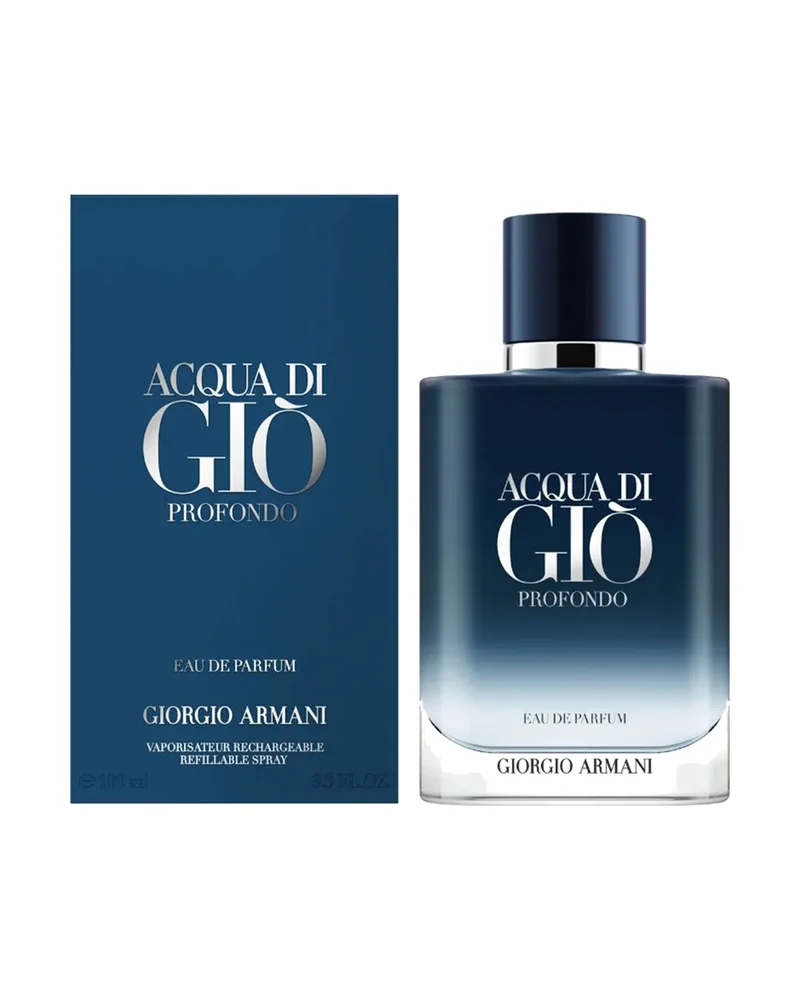 ACQUA DI
GIÒ
PROFONDO
EAU DE PARFUM
GIORGIO ARMANI
VAPORISATEUR RECHARGEABLE
REFILLABLE SPRAY
℮ 100 ml 3.3 FL.OZ.
ACQUA DI
GIÒ
PROFONDO
EAU DE PARFUM
GIORGIO ARMANI